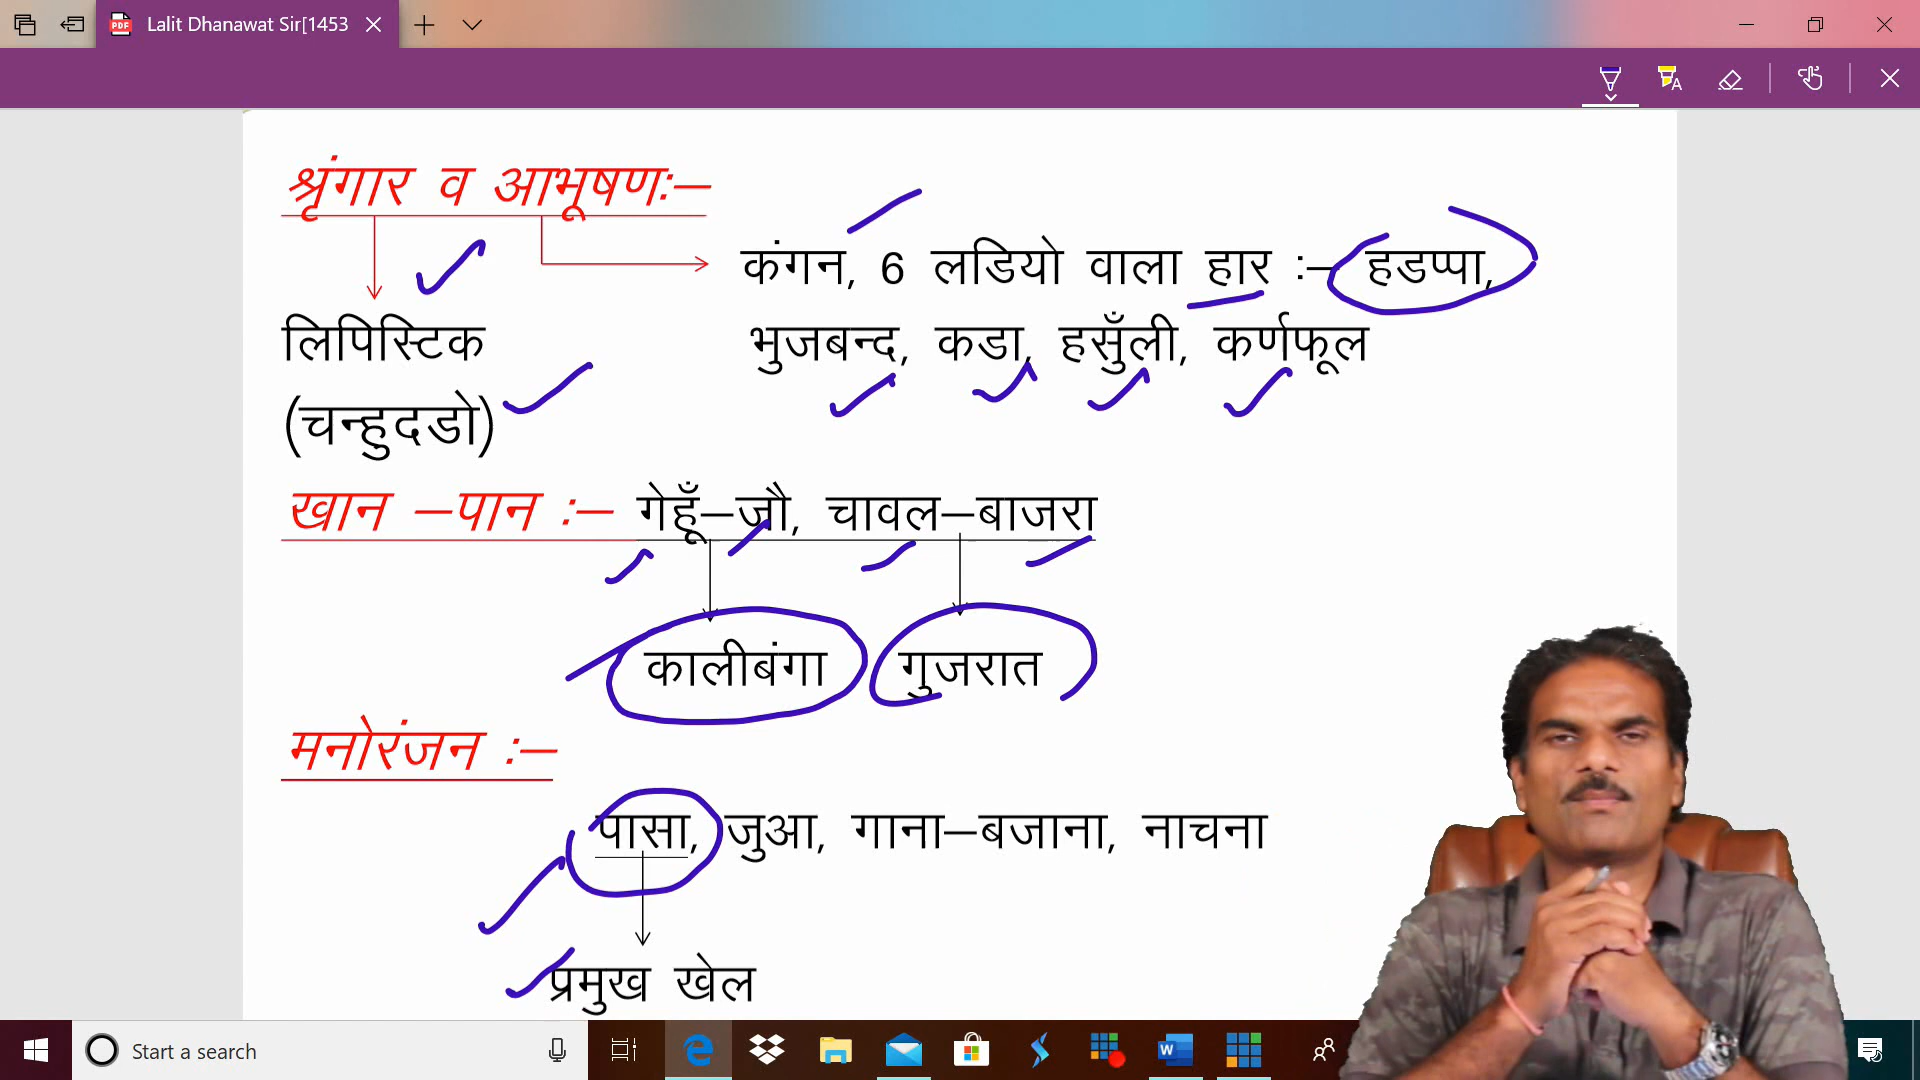 Lalit Dhanawat Sir[1453
श्रृंगार व आभूषणः–
कंगन, 6 लडियो वाला हार :– हडप्पा,
लिपिस्टिक
भुजबन्द, कडा, हसुँली, कर्णफूल
(चन्हुदडो)
खान –पान :– गेहूँ–जौ, चावल–बाजरा
कालीबंगा गुजरात
मनोरंजन :–
पासा, जुआ, गाना–बजाना, नाचना
प्रमुख खेल
Start a search